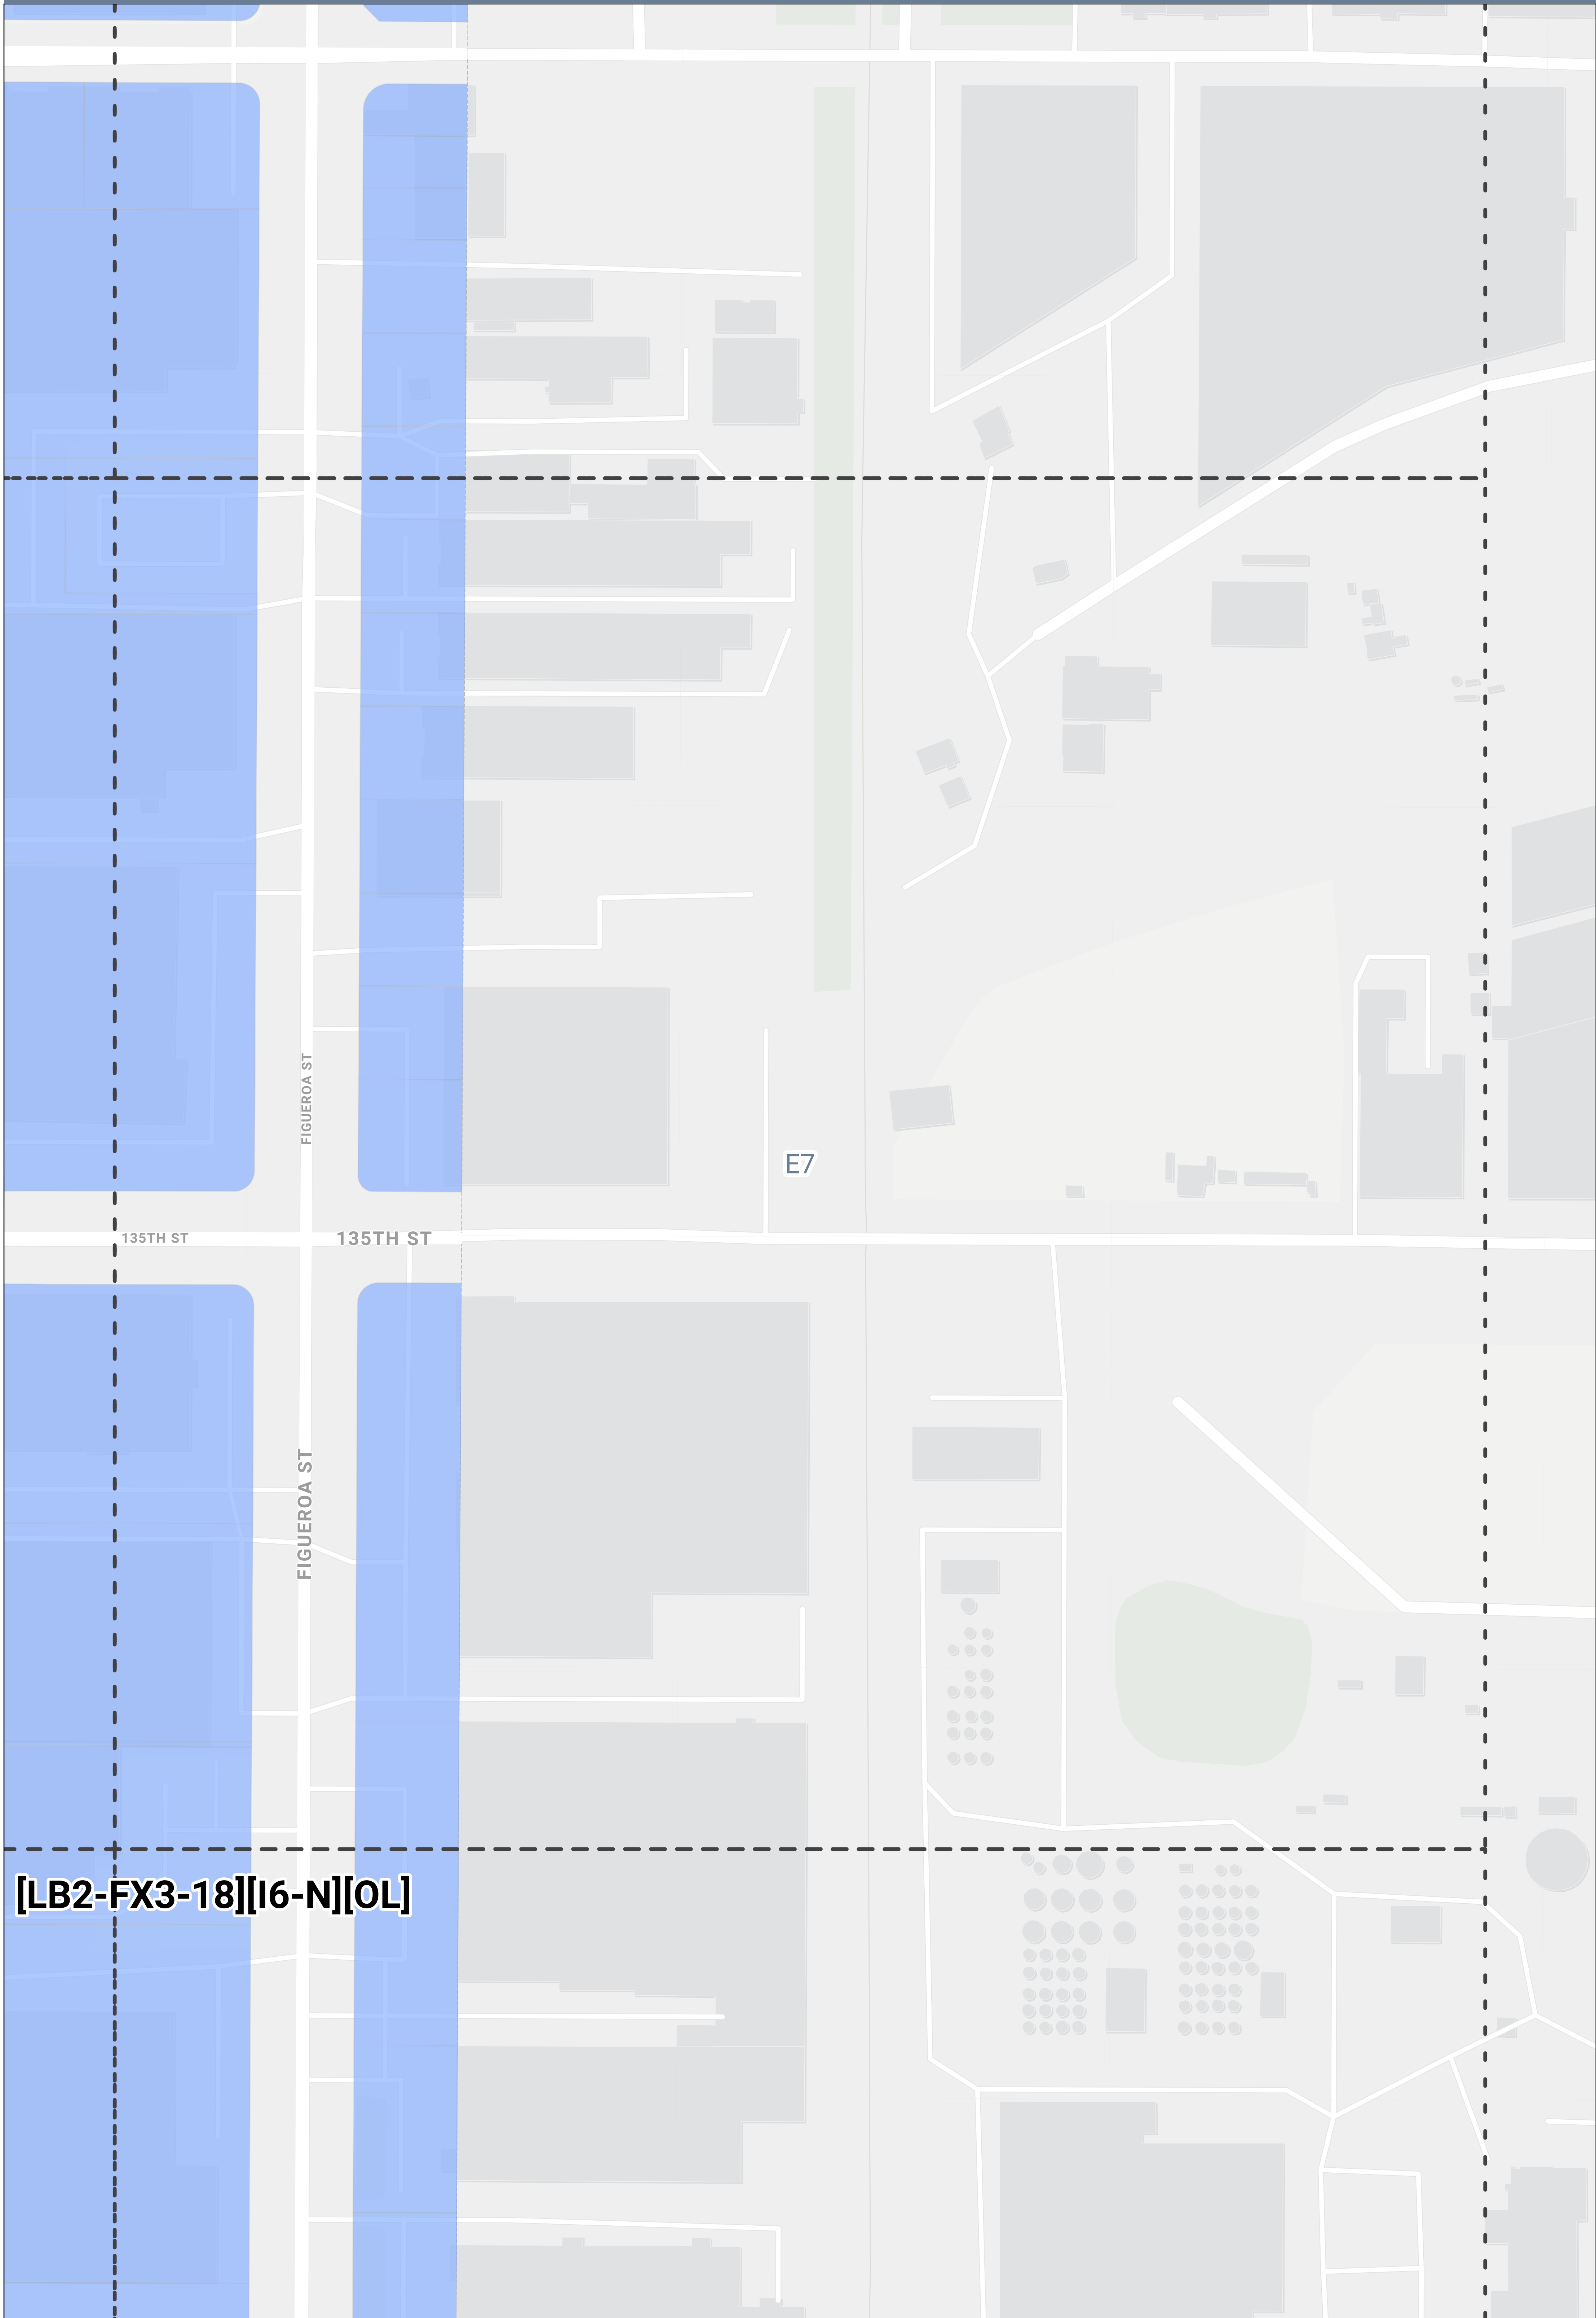 FIGUEROA ST
E7
135TH ST
135TH ST
FIGUEROA ST
[LB2-FX3-18][I6-N][OL]